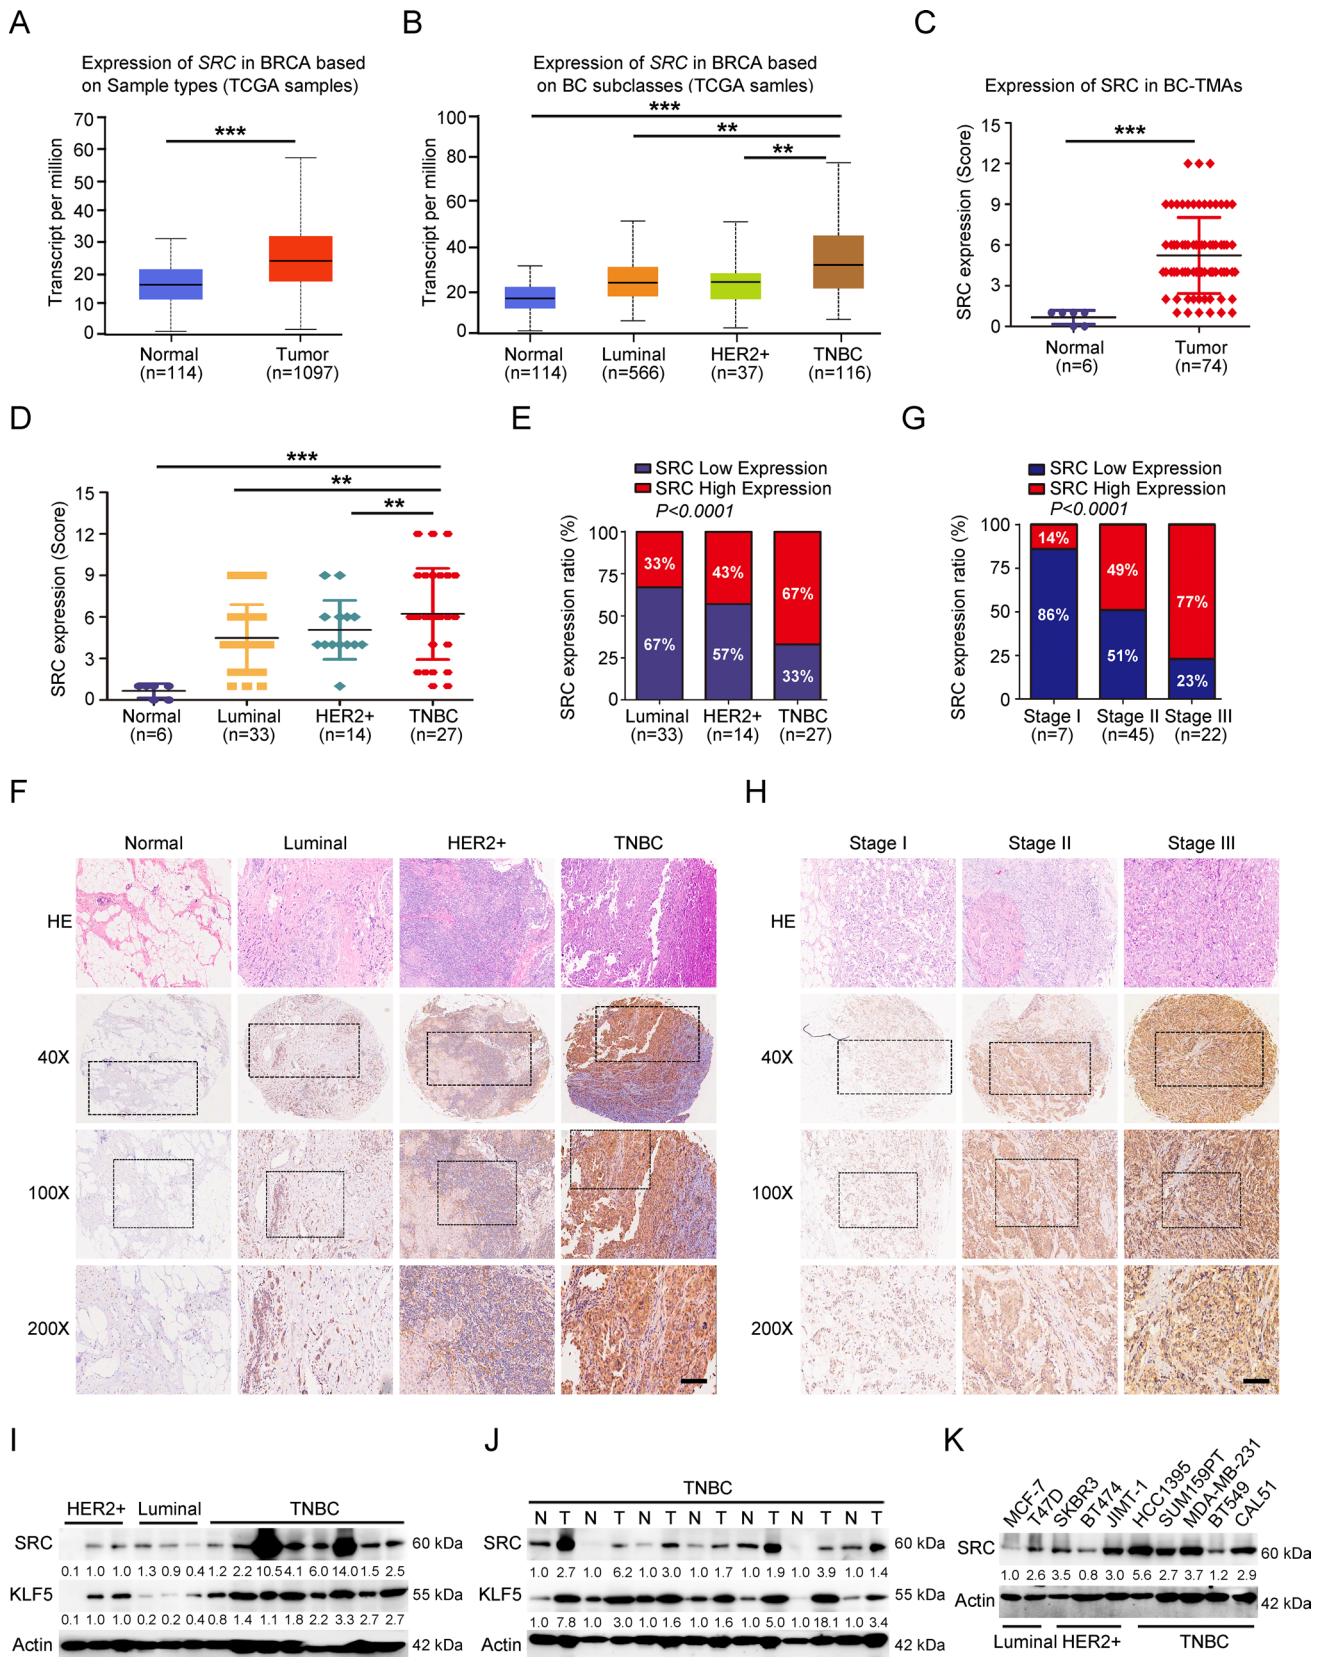 A
Expression of SRC in BRCA based
on Sample types (TCGA samples)
Transcript per million
70
60
50
40
30
20
10
0
***
Normal
(n=114)
Tumor
(n=1097)
B
Expression of SRC in BRCA based
on BC subclasses (TCGA samles)
Transcript per million
100
80
60
40
20
0
***
**
**
Normal
(n=114)
Luminal
(n=566)
HER2+
(n=37)
TNBC
(n=116)
C
Expression of SRC in BC-TMAs
SRC expression (Score)
15
12
9
6
3
0
***
Normal
(n=6)
Tumor
(n=74)
D
SRC expression (Score)
15
12
9
6
3
0
***
**
**
Normal
(n=6)
Luminal
(n=33)
HER2+
(n=14)
TNBC
(n=27)
E
SRC Low Expression
SRC High Expression
P<0.0001
SRC expression ratio (%)
100
75
50
25
0
33%
67%
43%
57%
67%
33%
Luminal
(n=33)
HER2+
(n=14)
TNBC
(n=27)
G
SRC Low Expression
SRC High Expression
P<0.0001
SRC expression ratio (%)
100
75
50
25
0
14%
86%
49%
51%
77%
23%
Stage I
(n=7)
Stage II
(n=45)
Stage III
(n=22)
F
Normal Luminal HER2+ TNBC
HE
40X
100X
200X
H
Stage I Stage II Stage III
HE
40X
100X
200X
I
HER2+ Luminal TNBC
SRC 60 kDa
0.1 1.0 1.0 1.3 0.9 0.4 1.2 2.2 10.5 4.1 6.0 14.0 1.5 2.5
KLF5 55 kDa
0.1 1.0 1.0 0.2 0.2 0.4 0.8 1.4 1.1 1.8 2.2 3.3 2.7 2.7
Actin 42 kDa
J
TNBC
N T N T N T N T N T N T N T
SRC 60 kDa
1.0 2.7 1.0 6.2 1.0 3.0 1.0 1.7 1.0 1.9 1.0 3.9 1.0 1.4
KLF5 55 kDa
1.0 7.8 1.0 3.0 1.0 1.6 1.0 1.6 1.0 5.0 1.0 18.1 1.0 3.4
Actin 42 kDa
K
MCF-7 T47D SKBR3 BT474 JIMT-1 HCC1395 SUM159PT MDA-MB-231 BT549 CAL51
SRC 60 kDa
1.0 2.6 3.5 0.8 3.0 5.6 2.7 3.7 1.2 2.9
Actin 42 kDa
Luminal HER2+ TNBC